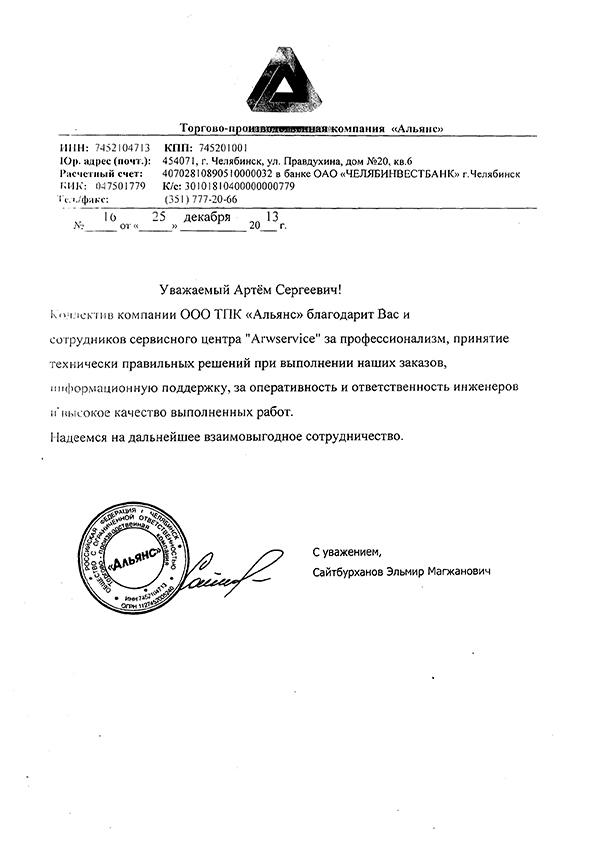 Торгово-производственная компания «Альянс»
ИНН: 7452104713 КПП: 745201001
Юр. адрес (почт.): 454071, г. Челябинск, ул. Правдухина, дом №20, кв.6
Расчетный счет: 40702810890510000032 в банке ОАО «ЧЕЛЯБИНВЕСТБАНК» г.Челябинск
БИК: 047501779 К/с: 30101810400000000779
Тел./факс: (351) 777-20-66
№ 16 от « 25 » декабря 20 13 г.
Уважаемый Артём Сергеевич!
Коллектив компании ООО ТПК «Альянс» благодарит Вас и
сотрудников сервисного центра "Arwservice" за профессионализм, принятие
технически правильных решений при выполнении наших заказов,
информационную поддержку, за оперативность и ответственность инженеров
и высокое качество выполненных работ.
Надеемся на дальнейшее взаимовыгодное сотрудничество.
РОССИЙСКАЯ ФЕДЕРАЦИЯ г. ЧЕЛЯБИНСК
ОБЩЕСТВО С ОГРАНИЧЕННОЙ ОТВЕТСТВЕННОСТЬЮ
Торгово-производственная компания
«Альянс»
ИНН 7452104713
ОГРН
С уважением,
Сайтбурханов Эльмир Магжанович